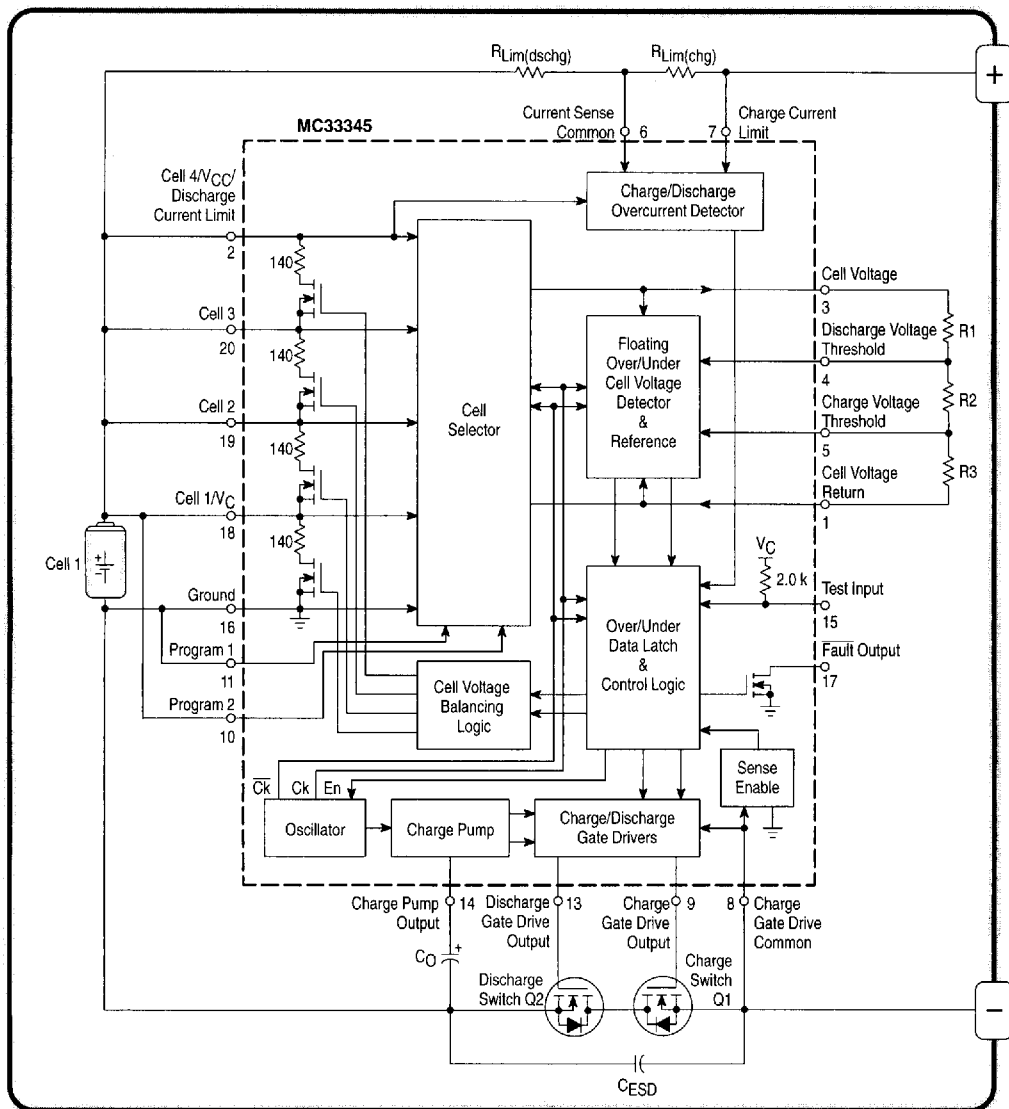 RLim(dschg)
RLim(chg)
+
Current Sense
Common
6
7
Charge Current
Limit
MC33345
Cell 4/VCC/
Discharge
Current Limit
2
Charge/Discharge
Overcurrent Detector
140
Cell Voltage
3
Cell 3
20
R1
Discharge Voltage
Threshold
4
Floating
Over/Under
Cell Voltage
Detector
&
Reference
140
Cell 2
19
Cell
Selector
R2
Charge Voltage
Threshold
5
140
R3
Cell Voltage
Return
1
Cell 1/VC
18
140
Cell 1
+
−
VC
2.0 k
Test Input
15
Ground
16
Over/Under
Data Latch
&
Control Logic
Fault Output
17
Program 1
11
Program 2
10
Cell Voltage
Balancing
Logic
Sense
Enable
Ck
Ck
En
Oscillator
Charge Pump
Charge/Discharge
Gate Drivers
Charge Pump
Output
14
Discharge
Gate Drive
Output
13
Charge
Gate Drive
Output
9
8
Charge
Gate Drive
Common
CO
+
Discharge
Switch Q2
Charge
Switch
Q1
−
CESD